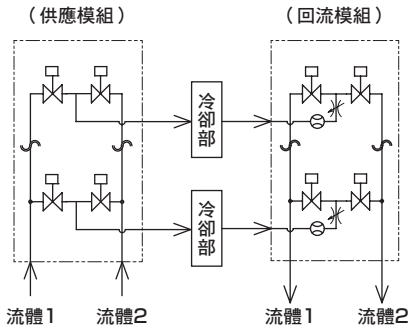 （供應模組）
（回流模組）
冷卻部
冷卻部
流體1
流體2
流體1
流體2